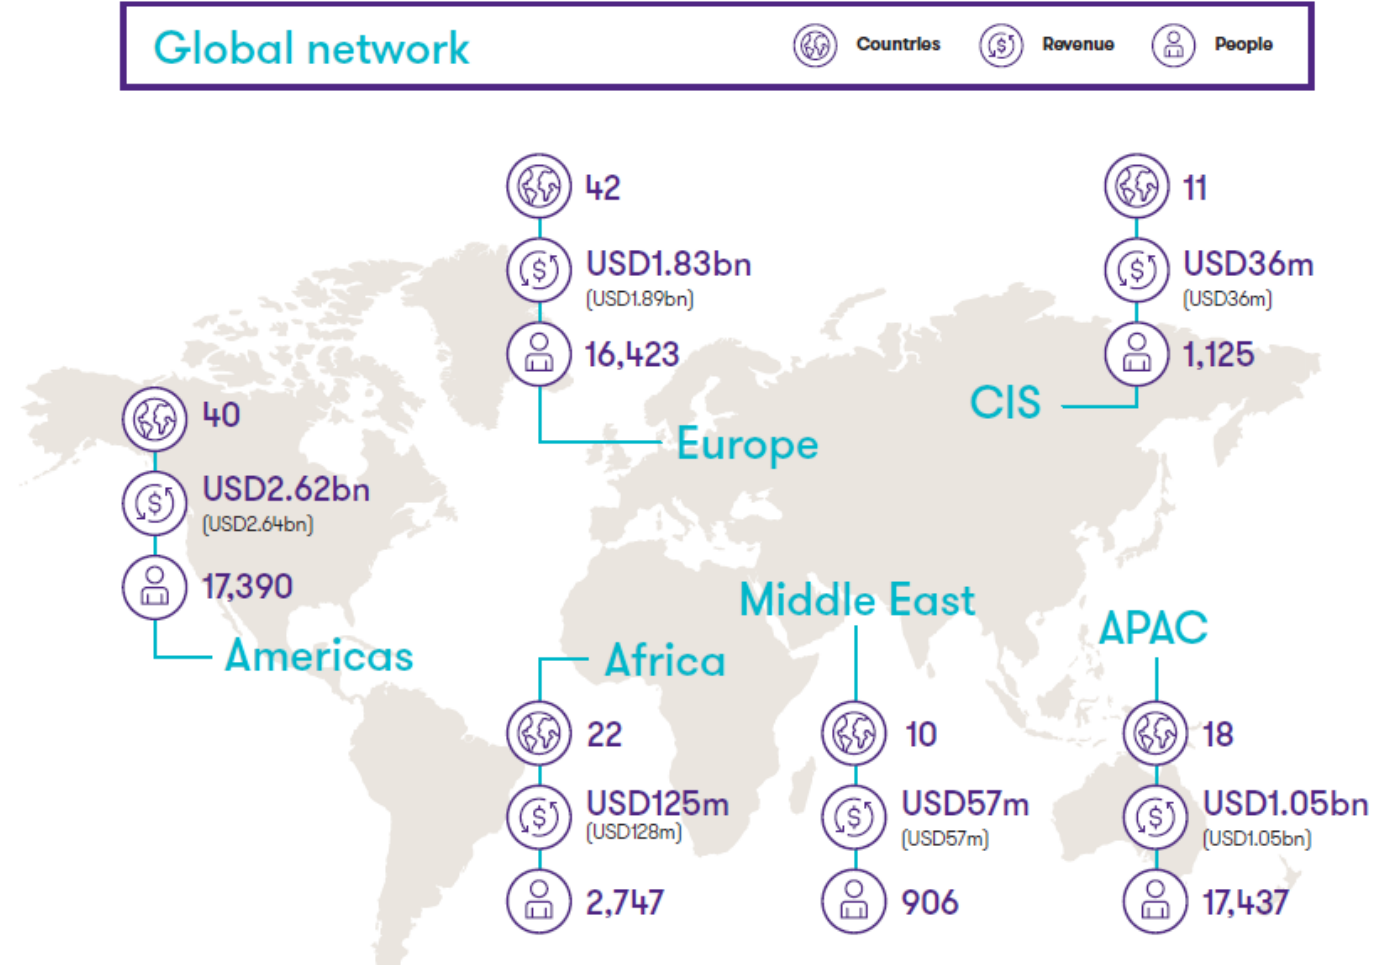 Global network
Countries
Revenue
People
42
USD1.83bn
(USD1.89bn)
16,423
Europe
11
USD36m
(USD36m)
1,125
CIS
40
USD2.62bn
(USD2.64bn)
17,390
Americas
Africa
22
USD125m
(USD128m)
2,747
Middle East
10
USD57m
(USD57m)
906
APAC
18
USD1.05bn
(USD1.05bn)
17,437